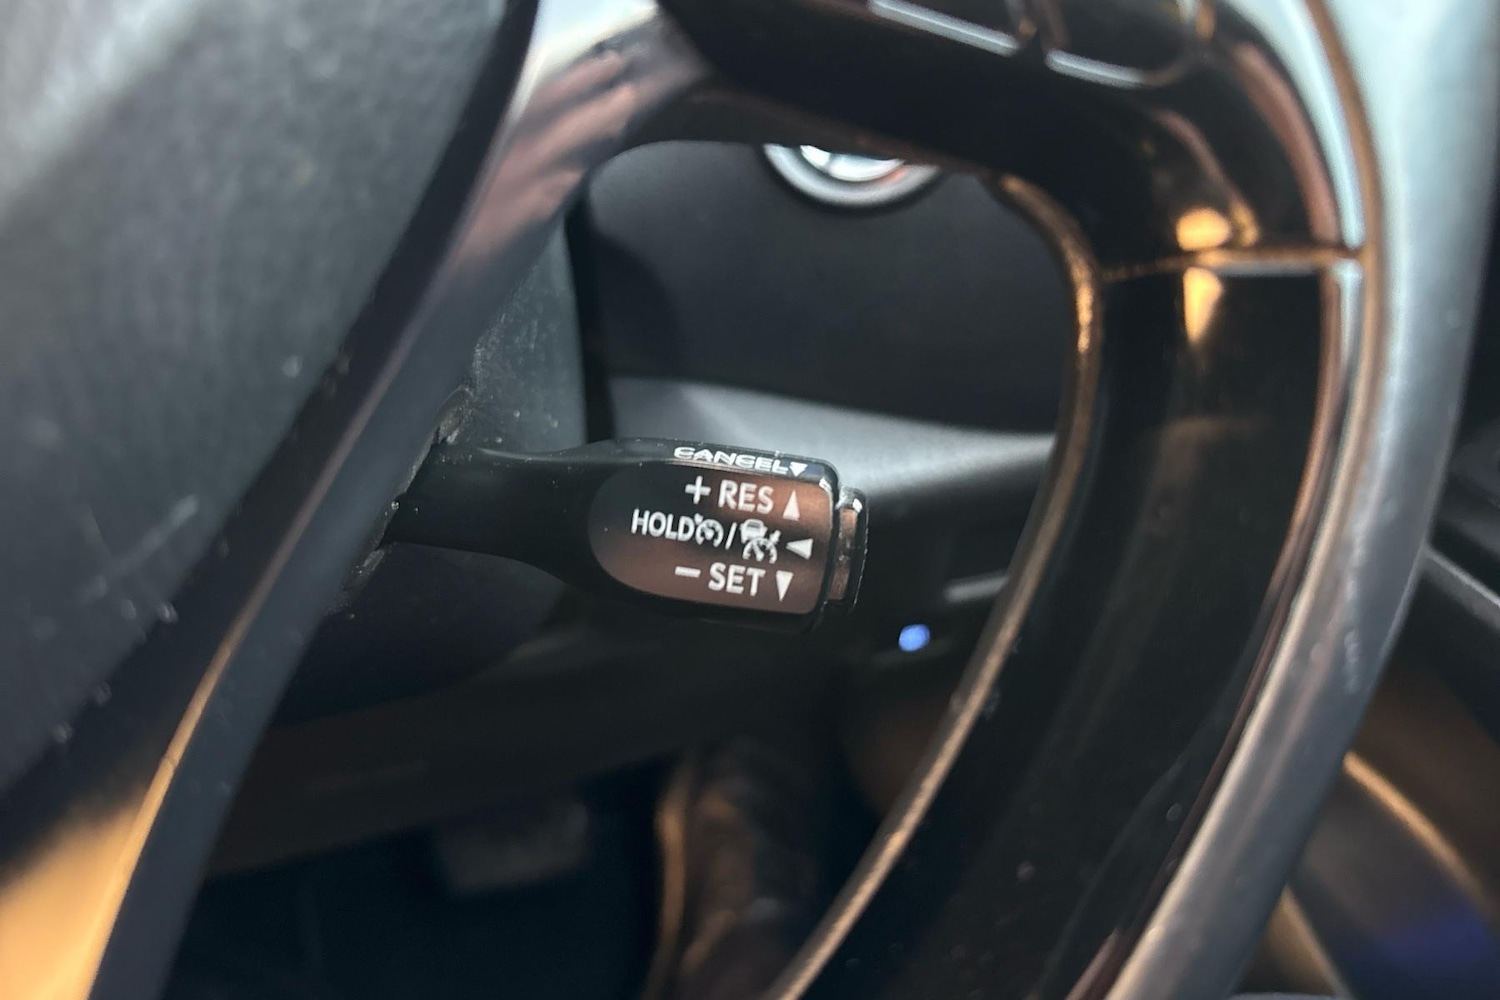 CANCEL▼
+ RES ▲
HOLD / ◀
− SET ▼